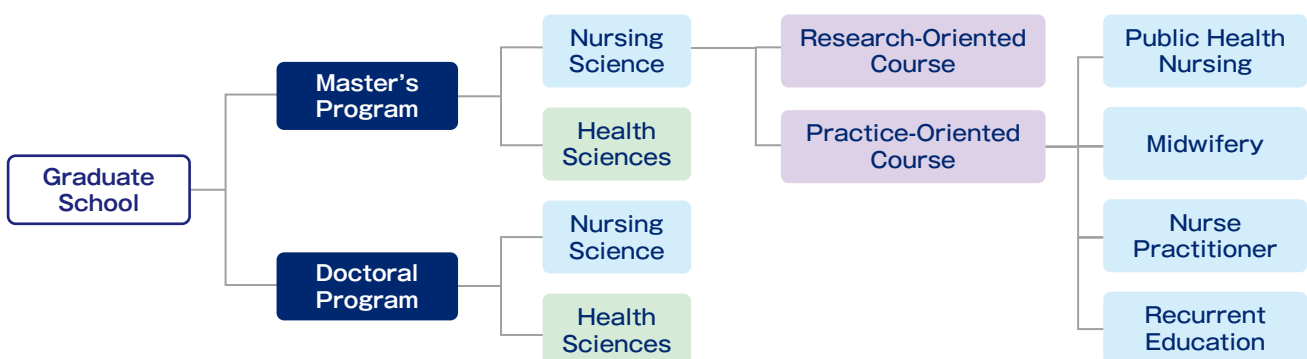 Graduate
School
Master's
Program
Nursing
Science
Health
Sciences
Research-Oriented
Course
Practice-Oriented
Course
Public Health
Nursing
Midwifery
Nurse
Practitioner
Recurrent
Education
Doctoral
Program
Nursing
Science
Health
Sciences